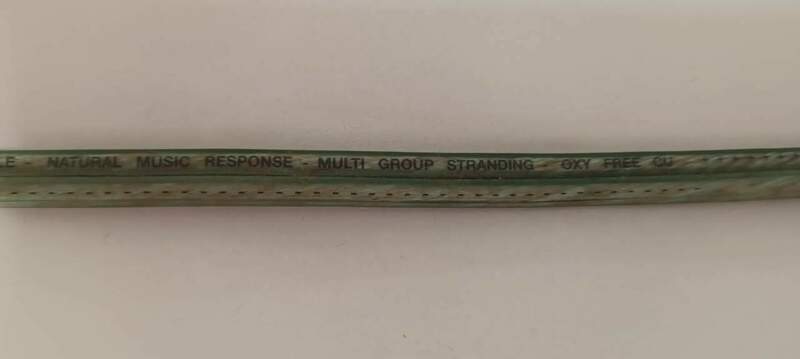 E - NATURAL MUSIC RESPONSE - MULTI GROUP STRANDING - OXY FREE CU